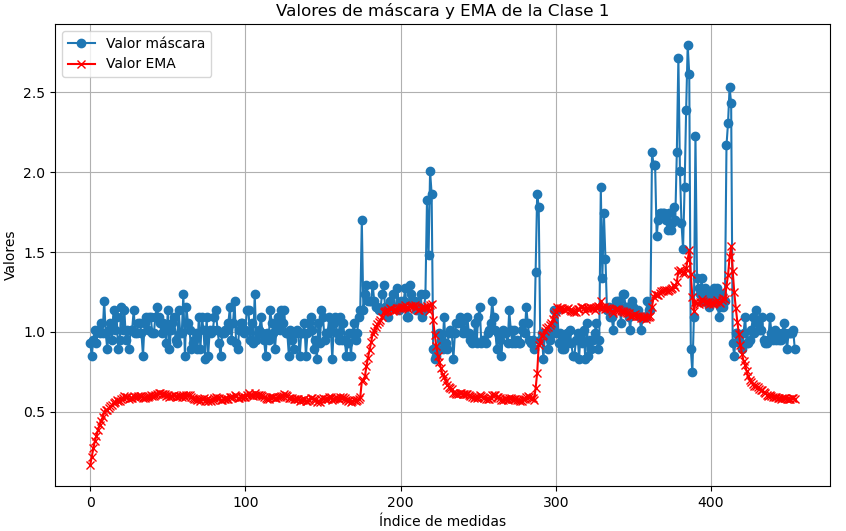 Valores de máscara y EMA de la Clase 1
Valor máscara
Valor EMA
2.5
2.0
1.5
1.0
0.5
Valores
0 100 200 300 400
Índice de medidas